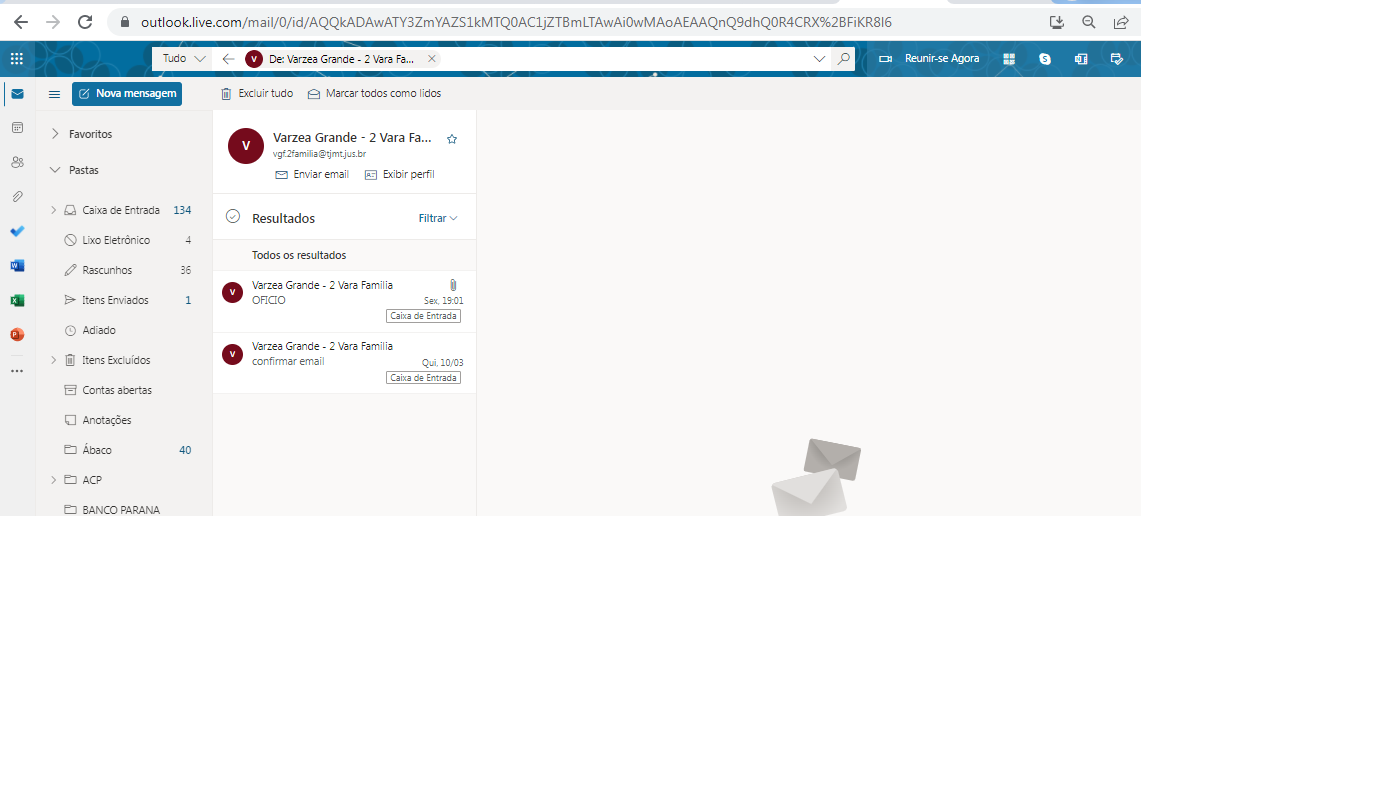 outlook.live.com/mail/0/id/AQQkADAwATY3ZmYAZS1kMTQ0AC1jZTBmLTAwAi0wMAoAEAAQnQ9dhQ0R4CRX%2BFiKR8I6
Tudo
V De: Varzea Grande - 2 Vara Fa...
Reunir-se Agora
Nova mensagem
Excluir tudo
Marcar todos como lidos
Favoritos
Pastas
Caixa de Entrada 134
Lixo Eletrônico 4
Rascunhos 36
Itens Enviados 1
Adiado
Itens Excluídos
Contas abertas
Anotações
Ábaco 40
ACP
BANCO PARANA
V
Varzea Grande - 2 Vara Fa...
vgf.2familia@tjmt.jus.br
Enviar email
Exibir perfil
Resultados
Filtrar
Todos os resultados
V
Varzea Grande - 2 Vara Familia
OFICIO
Sex, 19:01
Caixa de Entrada
V
Varzea Grande - 2 Vara Familia
confirmar email
Qui, 10/03
Caixa de Entrada